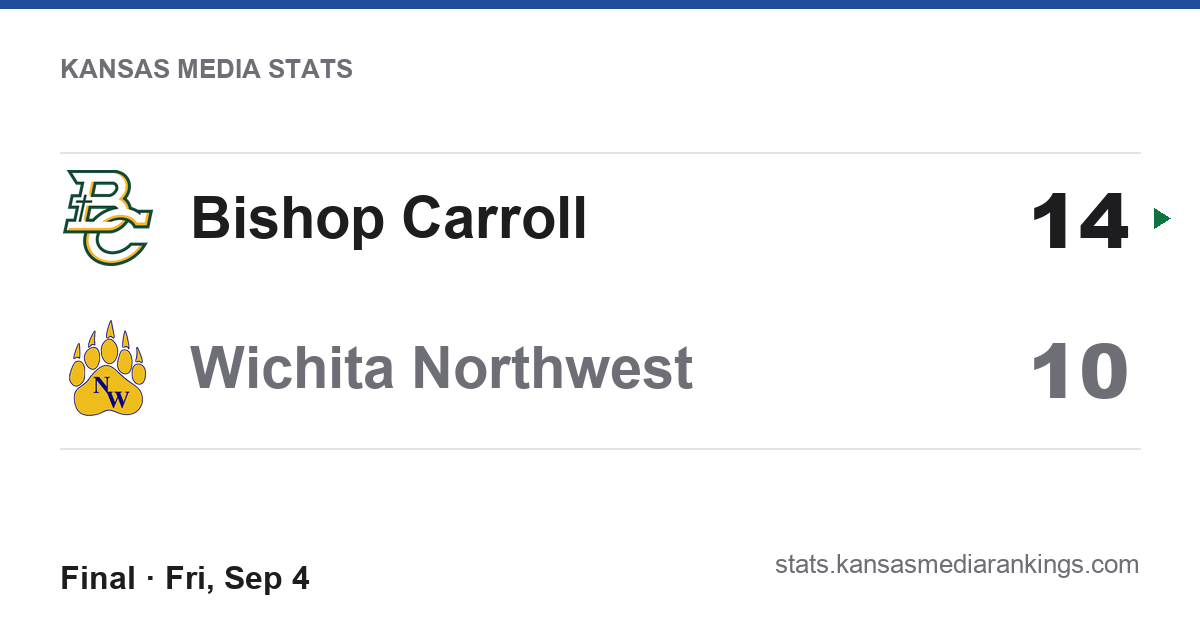 KANSAS MEDIA STATS
BC
Bishop Carroll 14
NW
Wichita Northwest 10
Final · Fri, Sep 4
stats.kansasmediarankings.com